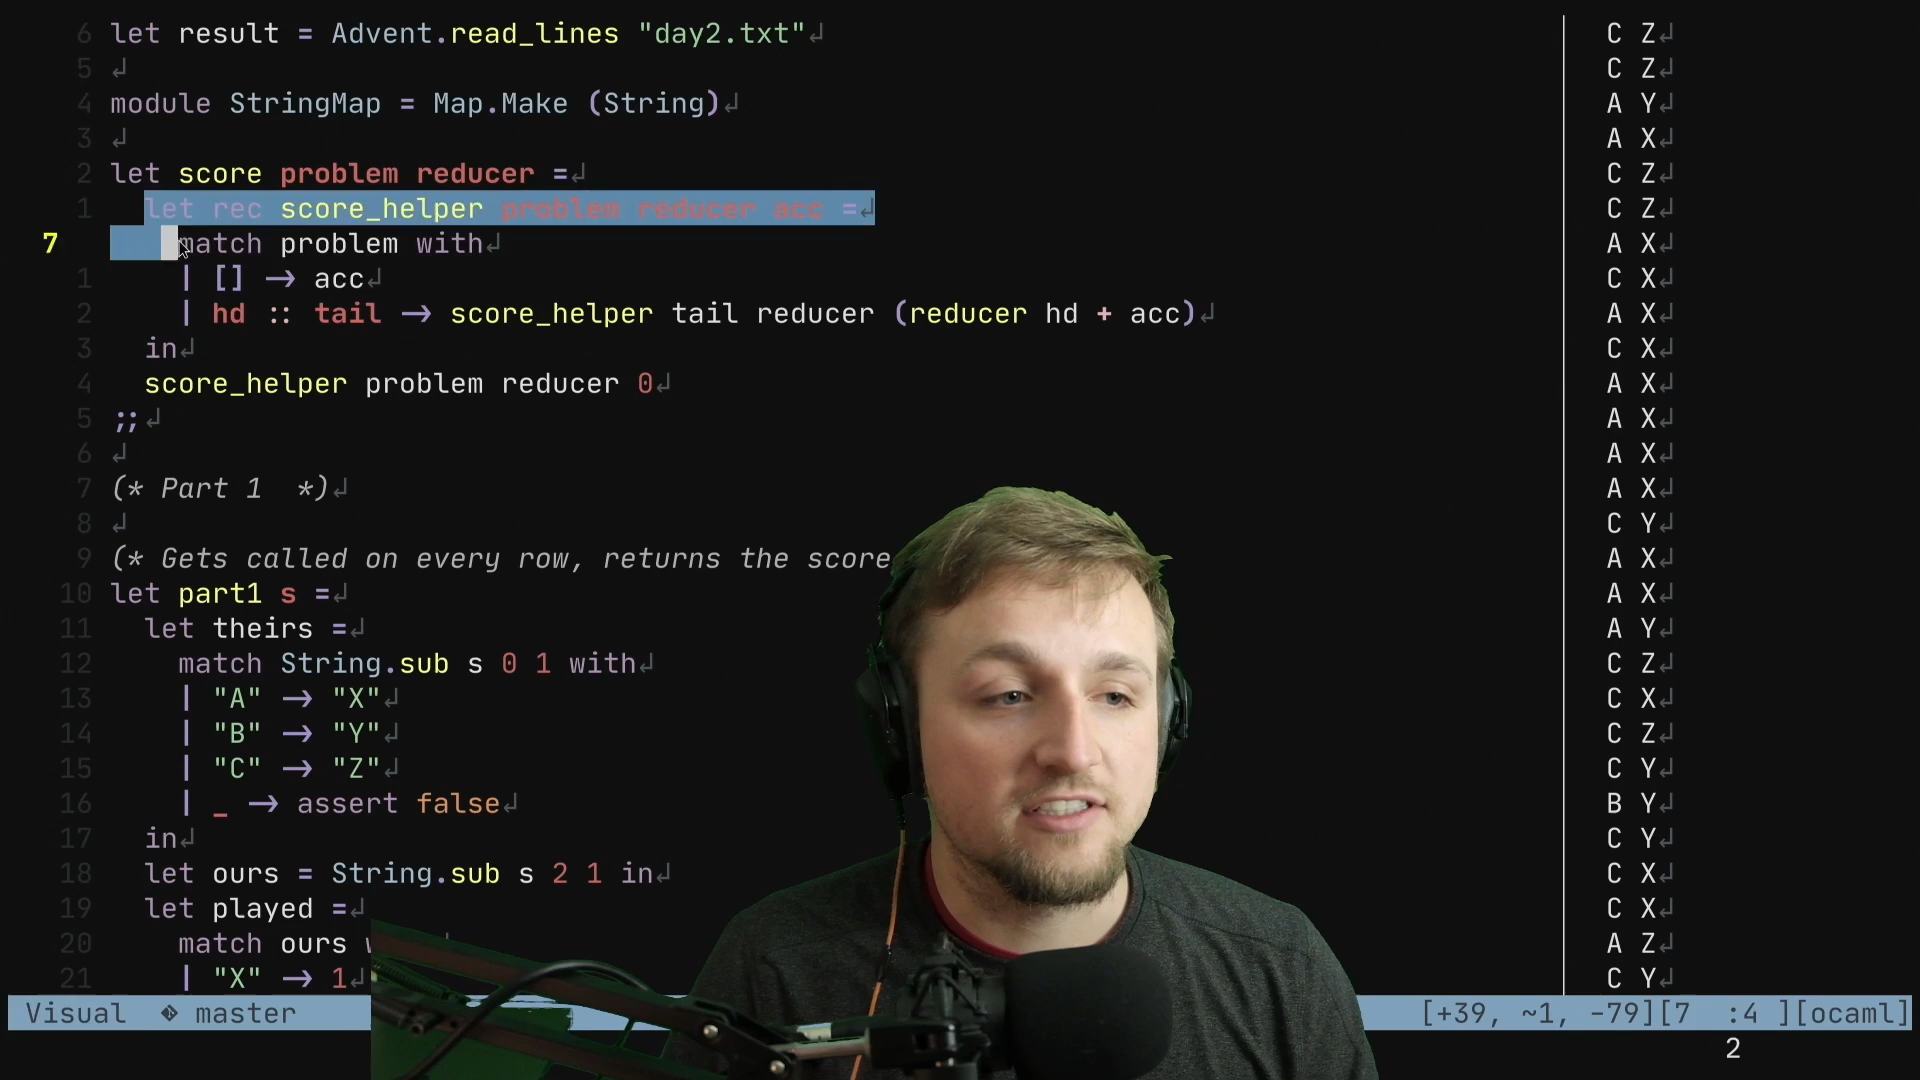 6 let result = Advent.read_lines "day2.txt"↲
5 ↲
4 module StringMap = Map.Make (String)↲
3 ↲
2 let score problem reducer =↲
1 let rec score_helper problem reducer acc =↲
7 match problem with↲
1 | [] → acc↲
2 | hd :: tail → score_helper tail reducer (reducer hd + acc)↲
3 in↲
4 score_helper problem reducer 0↲
5 ;;↲
6 ↲
7 (* Part 1  *)↲
8 ↲
9 (* Gets called on every row, returns the score
10 let part1 s =↲
11 let theirs =↲
12 match String.sub s 0 1 with↲
13 | "A" → "X"↲
14 | "B" → "Y"↲
15 | "C" → "Z"↲
16 | _ → assert false↲
17 in↲
18 let ours = String.sub s 2 1 in↲
19 let played =↲
20 match ours
21 | "X" → 1↲
C Z↲
C Z↲
A Y↲
A X↲
C Z↲
C Z↲
A X↲
C X↲
A X↲
C X↲
A X↲
A X↲
A X↲
A X↲
C Y↲
A X↲
A X↲
A Y↲
C Z↲
C X↲
C Z↲
C Y↲
B Y↲
C Y↲
C X↲
C X↲
A Z↲
C Y↲
Visual master [+39, ~1, -79][7 :4 ][ocaml]
2